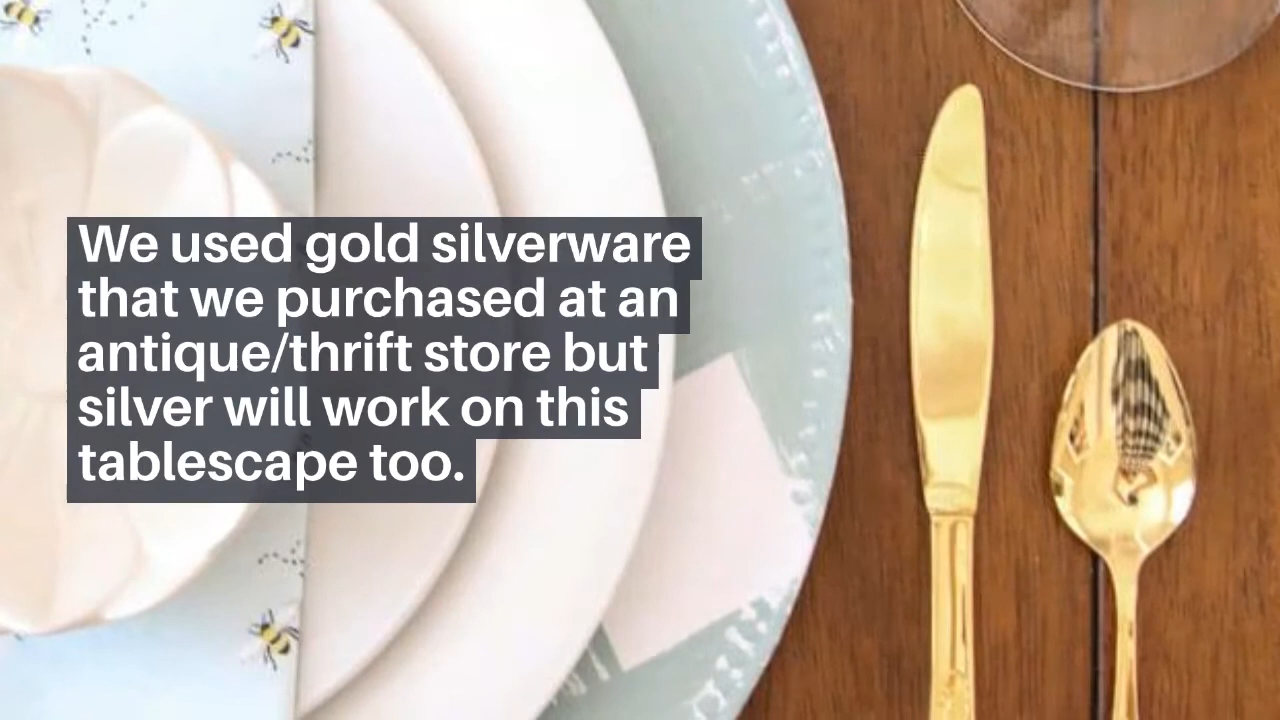 We used gold silverware
that we purchased at an
antique/thrift store but
silver will work on this
tablescape too.